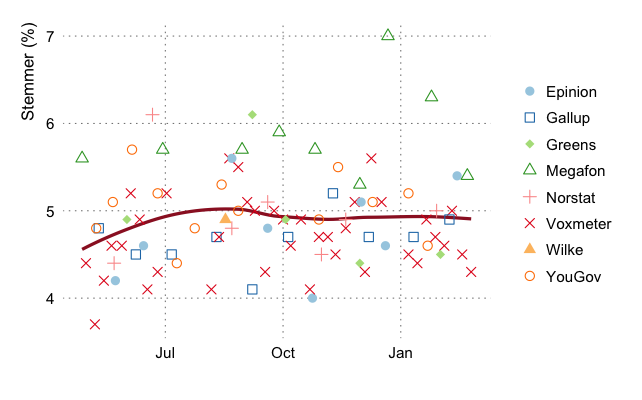 Stemmer (%)
7
6
5
4
Jul
Oct
Jan
Epinion
Gallup
Greens
Megafon
Norstat
Voxmeter
Wilke
YouGov